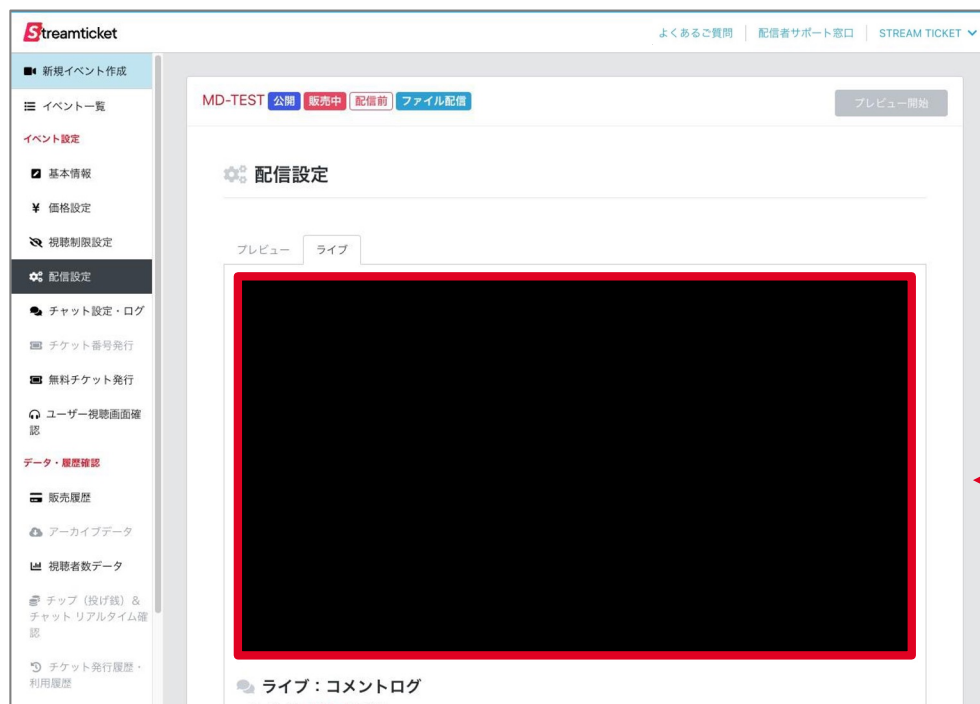 Streamticket
よくあるご質問 配信者サポート窓口 STREAM TICKET
新規イベント作成
イベント一覧
イベント設定
基本情報
¥ 価格設定
視聴制限設定
配信設定
チャット設定・ログ
チケット番号発行
無料チケット発行
ユーザー視聴画面確
認
データ・履歴確認
販売履歴
アーカイブデータ
視聴者数データ
チップ（投げ銭）&
チャット リアルタイム確
認
チケット発行履歴・
利用履歴
MD-TEST 公開 販売中 配信前 ファイル配信
プレビュー開始
配信設定
プレビュー ライブ
ライブ：コメントログ